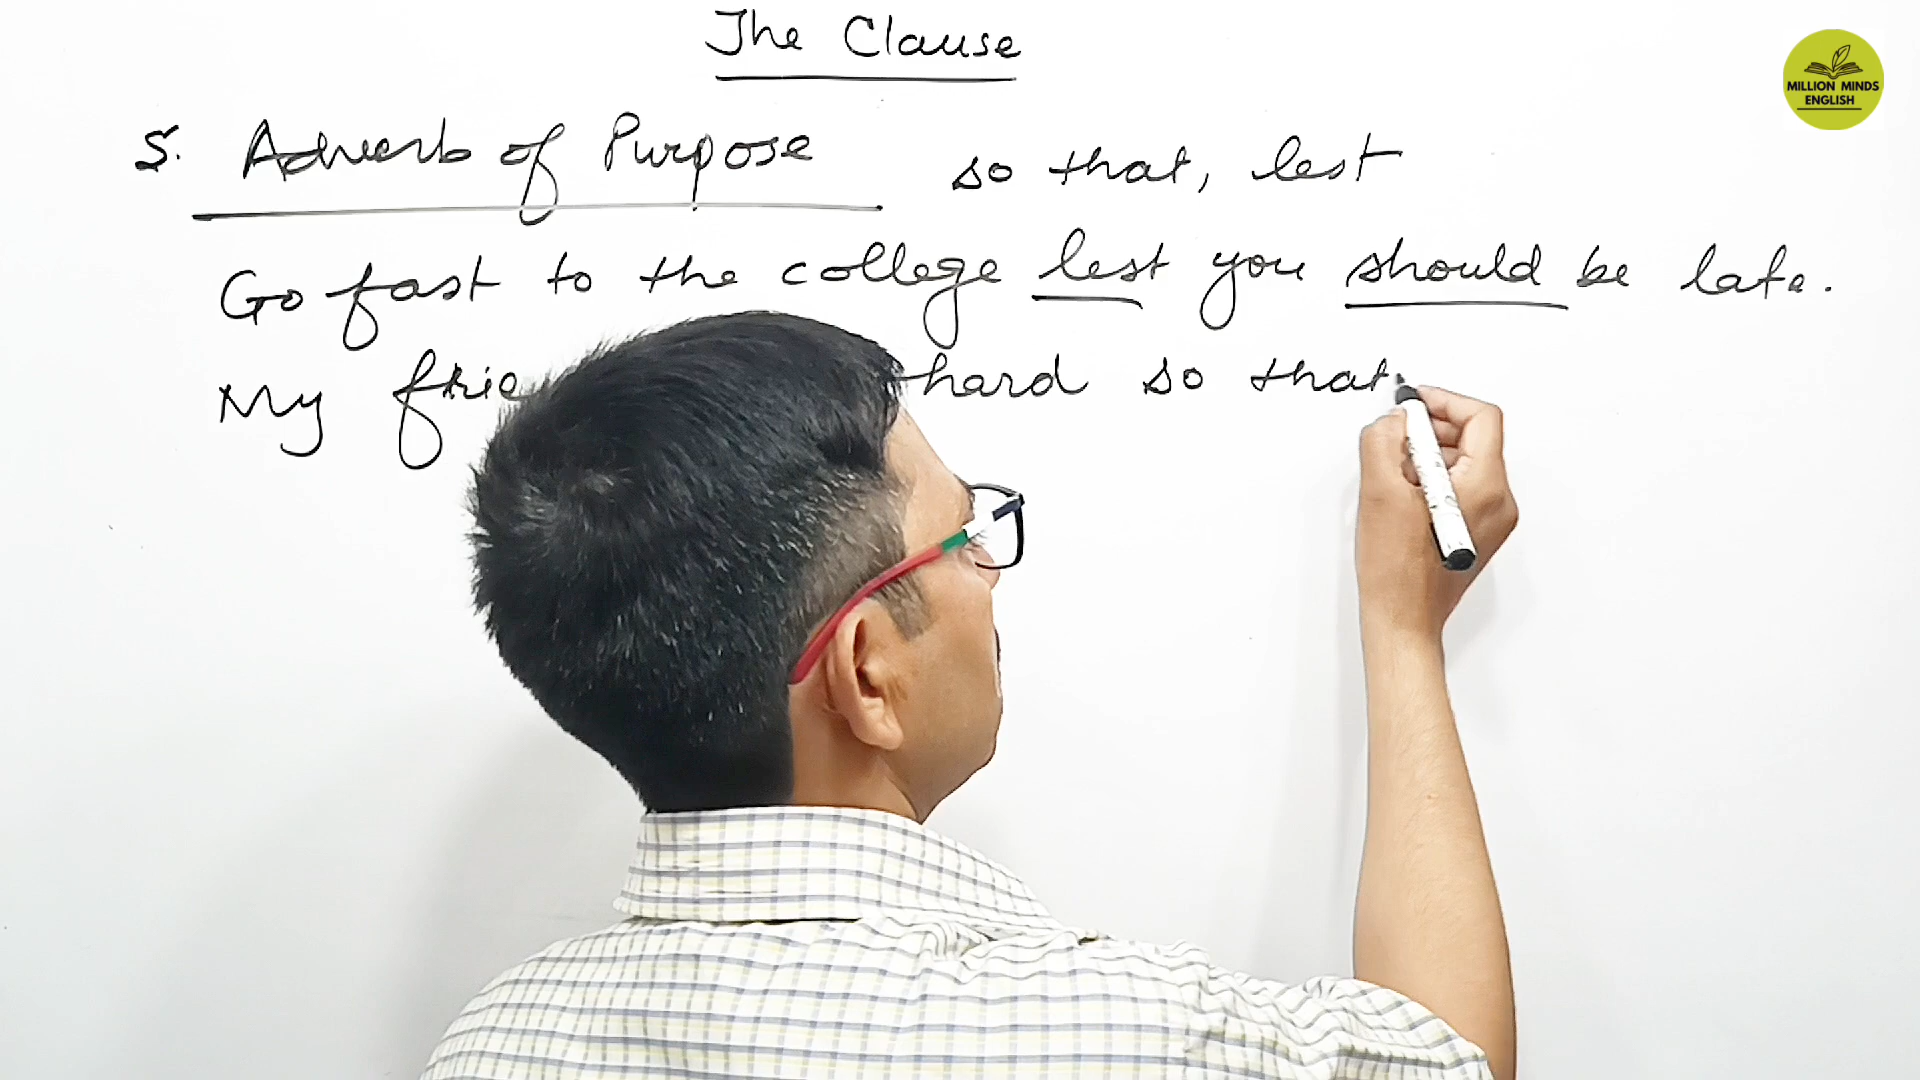 The Clause
MILLION MINDS
ENGLISH
5. Adverb of Purpose so that, lest
Go fast to the college lest you should be late.
My hard so that